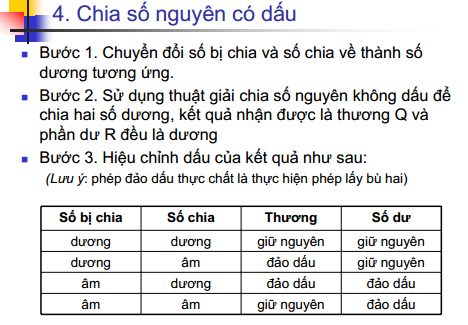 4. Chia số nguyên có dấu
Bước 1. Chuyển đổi số bị chia và số chia về thành số
dương tương ứng.
Bước 2. Sử dụng thuật giải chia số nguyên không dấu để
chia hai số dương, kết quả nhận được là thương Q và
phần dư R đều là dương
Bước 3. Hiệu chỉnh dấu của kết quả như sau:
(Lưu ý: phép đảo dấu thực chất là thực hiện phép lấy bù hai)
Số bị chia Số chia Thương Số dư
dương dương giữ nguyên giữ nguyên
dương âm đảo dấu giữ nguyên
âm dương đảo dấu đảo dấu
âm âm giữ nguyên đảo dấu